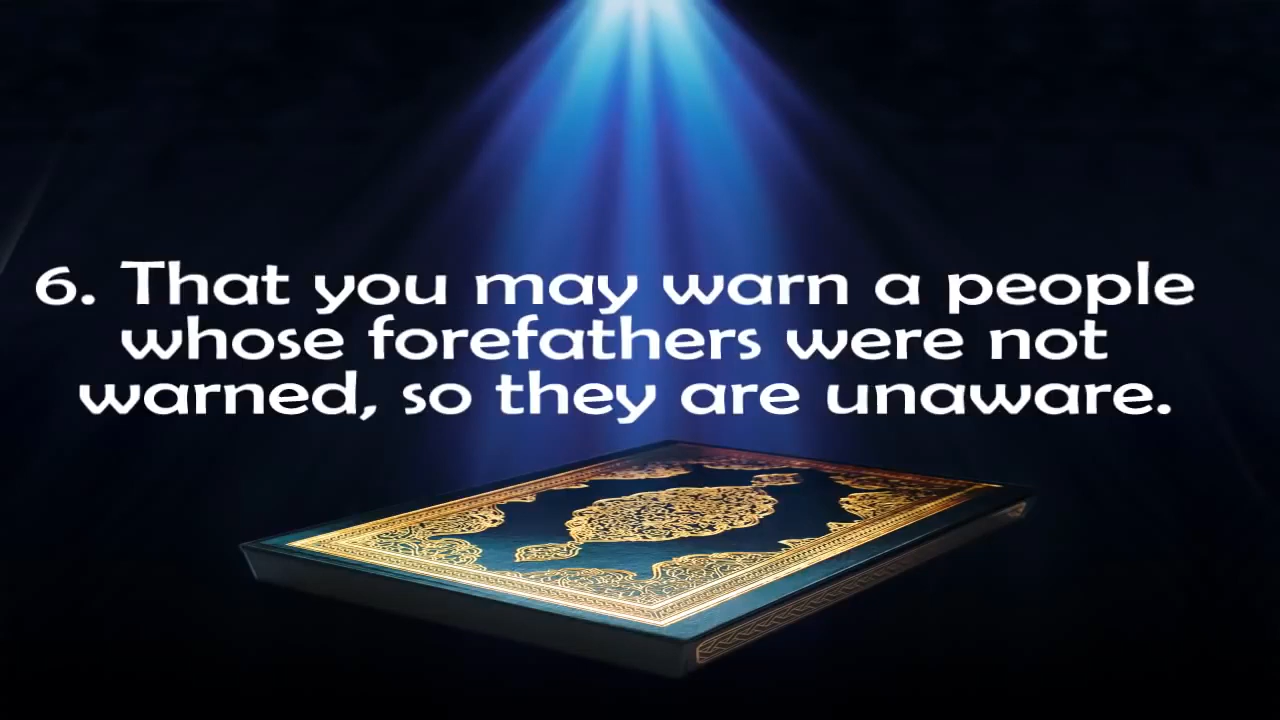 6. That you may warn a people
whose forefathers were not
warned, so they are unaware.